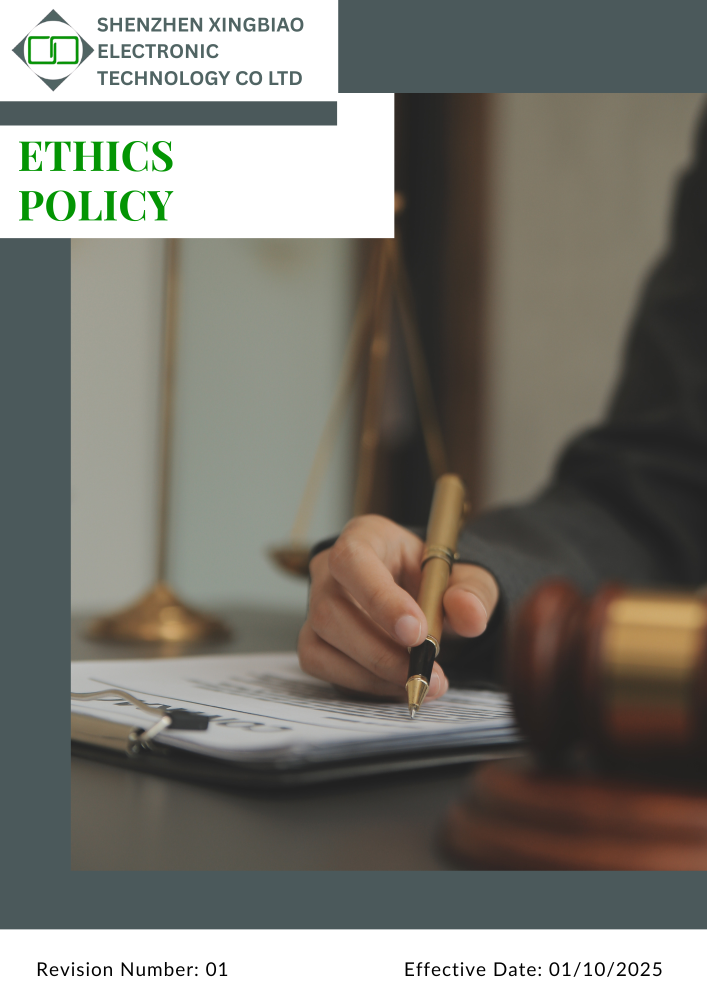 SHENZHEN XINGBIAO
ELECTRONIC
TECHNOLOGY CO LTD
ETHICS
POLICY
Revision Number: 01
Effective Date: 01/10/2025